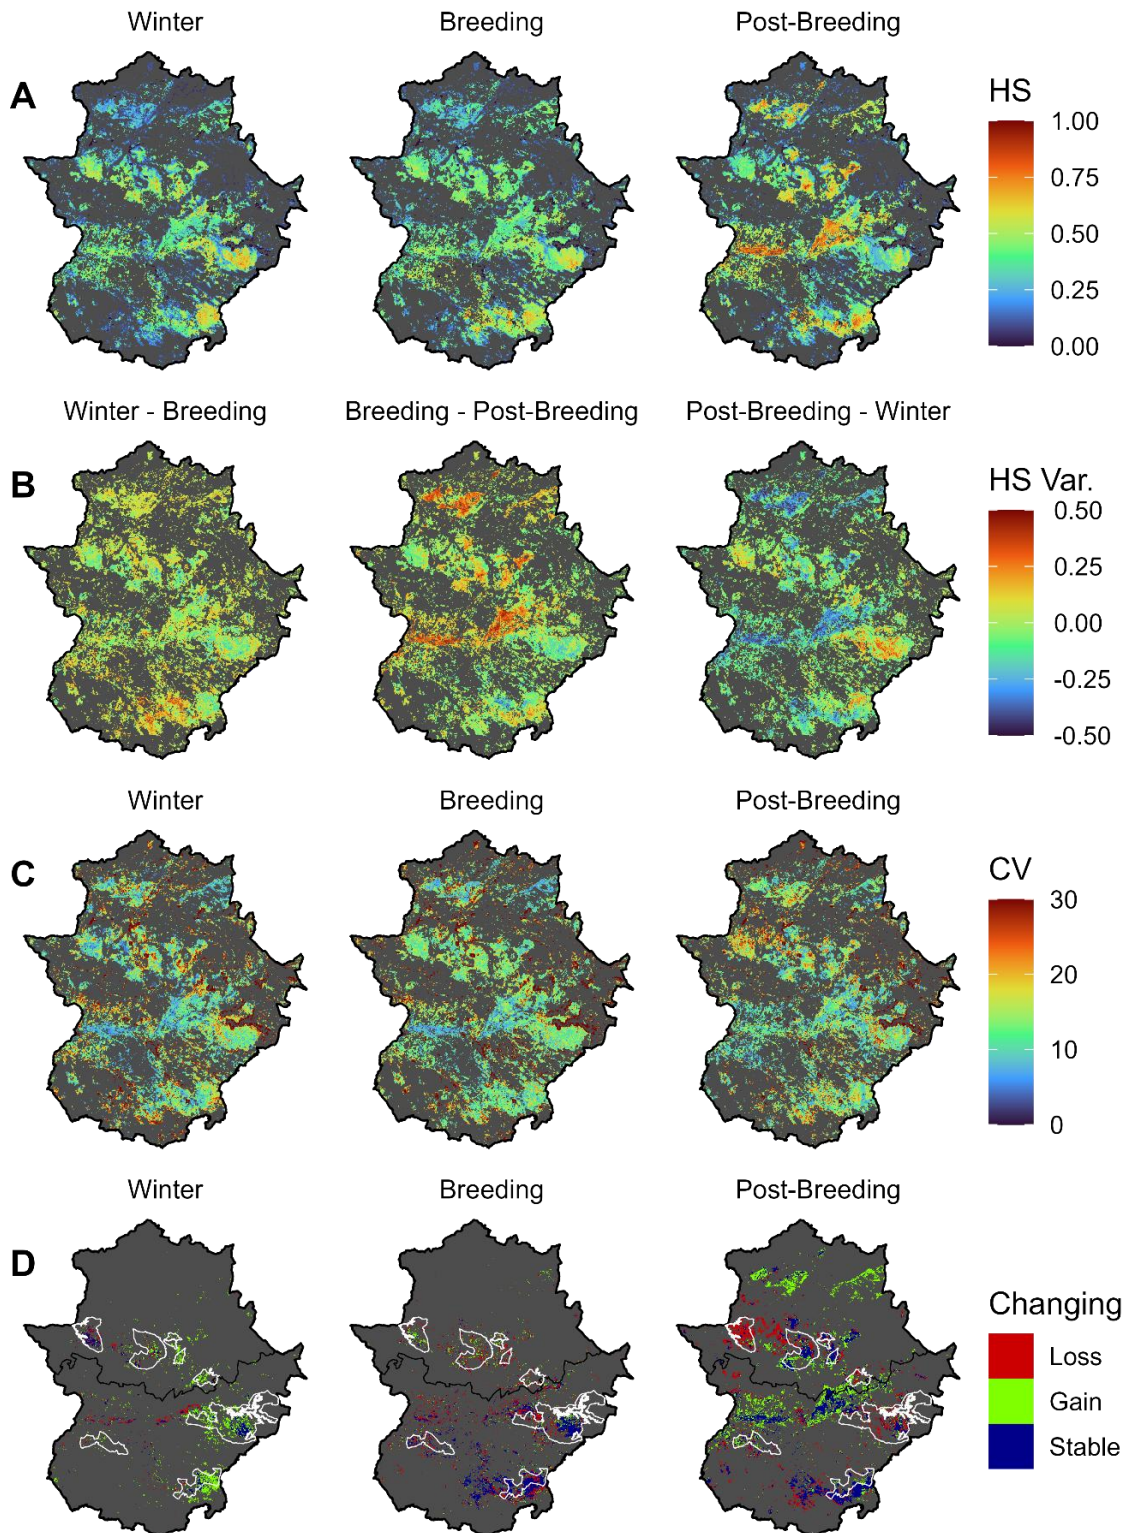 Winter Breeding Post-Breeding
A
HS
1.00
0.75
0.50
0.25
0.00
Winter - Breeding Breeding - Post-Breeding Post-Breeding - Winter
B
HS Var.
0.50
0.25
0.00
-0.25
-0.50
Winter Breeding Post-Breeding
C
CV
30
20
10
0
Winter Breeding Post-Breeding
D
Changing
Loss
Gain
Stable